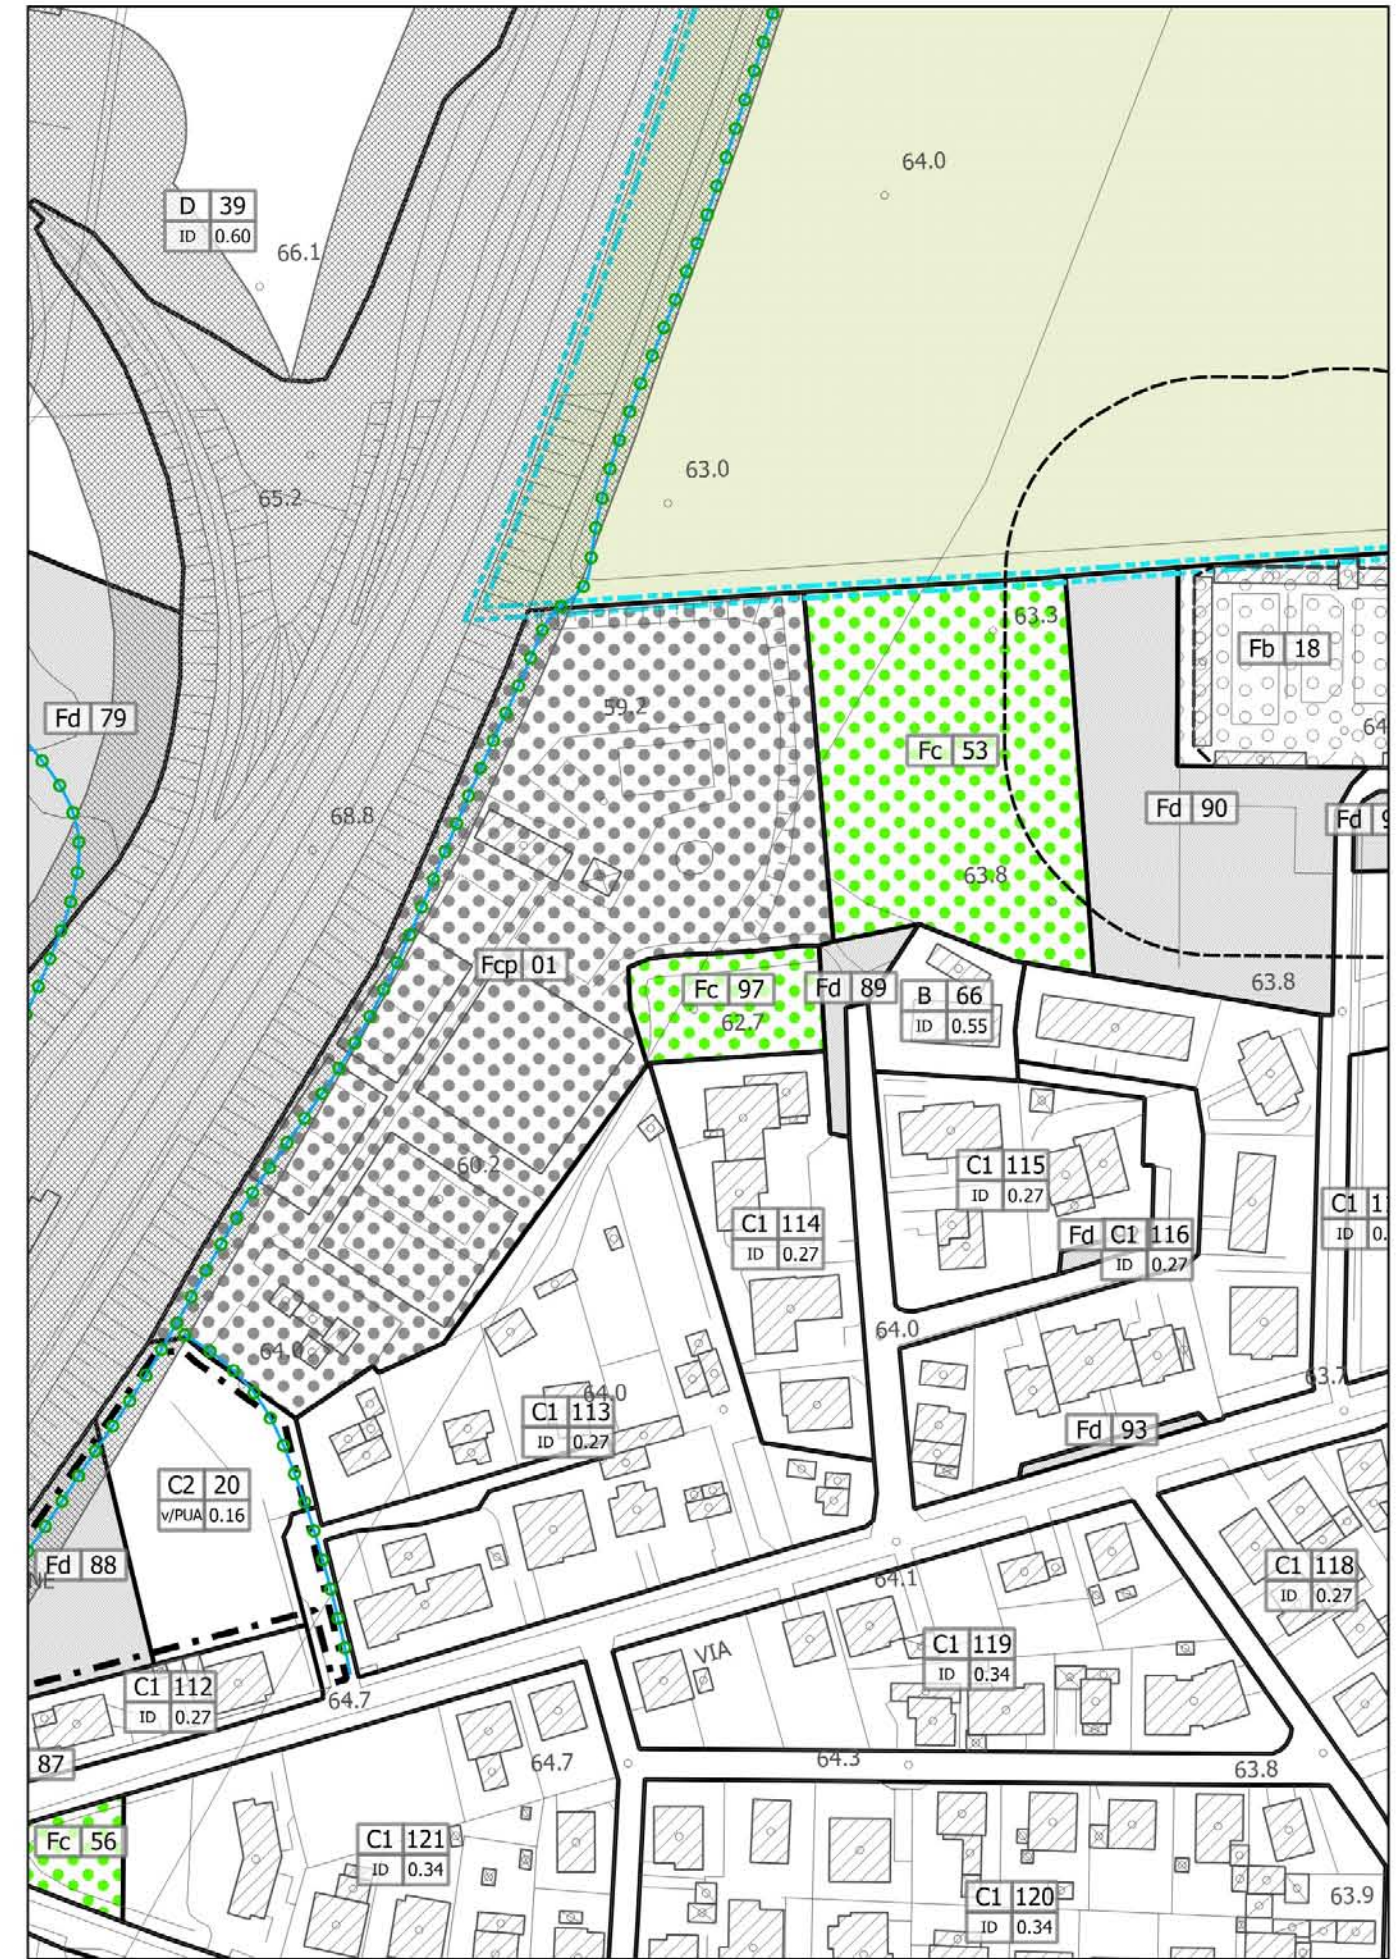 64.0
D 39
ID 0.60
66.1
63.0
65.2
63.3
59.2
Fb 18
64
Fd 79
Fc 53
68.8
Fd 90
Fd 9
63.8
Fcp 01
Fc 97
Fd 89
B 66
63.8
62.7
ID 0.55
60.2
C1 115
ID 0.27
C1 114
ID 0.27
C1 11
ID 0.
Fd C1 116
ID 0.27
64.0
64.0
63.7
64.0
C1 113
ID 0.27
Fd 93
C2 20
v/PUA 0.16
Fd 88
NE
64.1
C1 118
ID 0.27
C1 119
ID 0.34
VIA
C1 112
ID 0.27
64.7
87
64.7
64.3
63.8
Fc 56
C1 121
ID 0.34
C1 120
ID 0.34
63.9